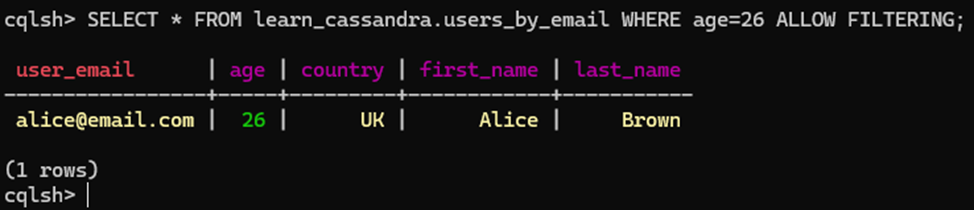 cqlsh> SELECT * FROM learn_cassandra.users_by_email WHERE age=26 ALLOW FILTERING;
user_email | age | country | first_name | last_name
-----------------+-----+---------+------------+-----------
alice@email.com | 26 | UK | Alice | Brown
(1 rows)
cqlsh>